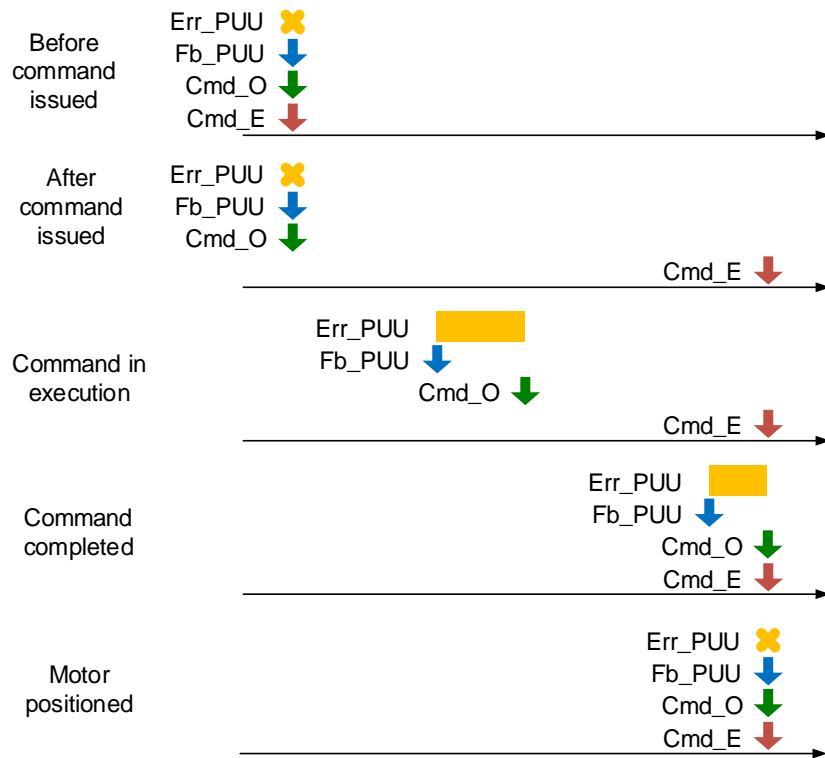 Before
command
issued
Err_PUU
Fb_PUU
Cmd_O
Cmd_E
After
command
issued
Err_PUU
Fb_PUU
Cmd_O
Cmd_E
Command in
execution
Err_PUU
Fb_PUU
Cmd_O
Cmd_E
Command
completed
Err_PUU
Fb_PUU
Cmd_O
Cmd_E
Motor
positioned
Err_PUU
Fb_PUU
Cmd_O
Cmd_E